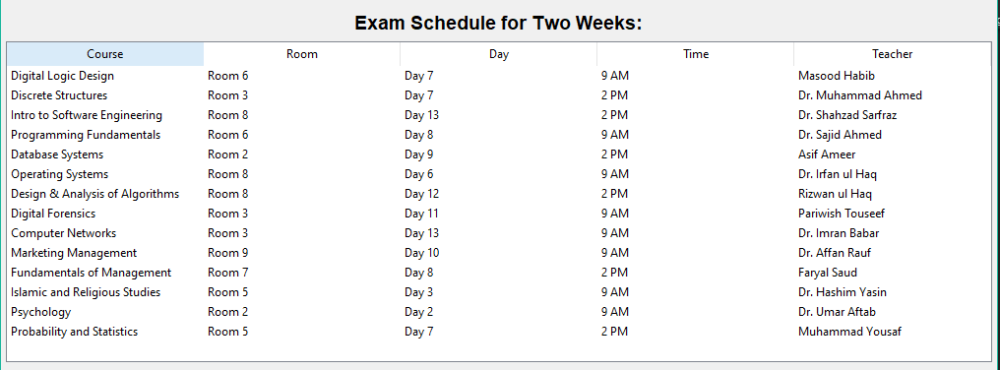 Exam Schedule for Two Weeks:
Course Room Day Time Teacher
Digital Logic Design Room 6 Day 7 9 AM Masood Habib
Discrete Structures Room 3 Day 7 2 PM Dr. Muhammad Ahmed
Intro to Software Engineering Room 8 Day 13 2 PM Dr. Shahzad Sarfraz
Programming Fundamentals Room 6 Day 8 9 AM Dr. Sajid Ahmed
Database Systems Room 2 Day 9 2 PM Asif Ameer
Operating Systems Room 8 Day 6 9 AM Dr. Irfan ul Haq
Design & Analysis of Algorithms Room 8 Day 12 2 PM Rizwan ul Haq
Digital Forensics Room 3 Day 11 9 AM Pariwish Touseef
Computer Networks Room 3 Day 13 9 AM Dr. Imran Babar
Marketing Management Room 9 Day 10 9 AM Dr. Affan Rauf
Fundamentals of Management Room 7 Day 8 2 PM Faryal Saud
Islamic and Religious Studies Room 5 Day 3 9 AM Dr. Hashim Yasin
Psychology Room 2 Day 2 9 AM Dr. Umar Aftab
Probability and Statistics Room 5 Day 7 2 PM Muhammad Yousaf